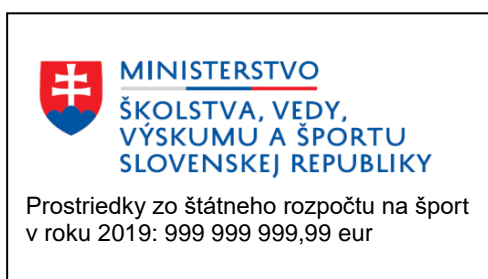 MINISTERSTVO
ŠKOLSTVA, VEDY,
VÝSKUMU A ŠPORTU
SLOVENSKEJ REPUBLIKY
Prostriedky zo štátneho rozpočtu na šport
v roku 2019: 999 999 999,99 eur